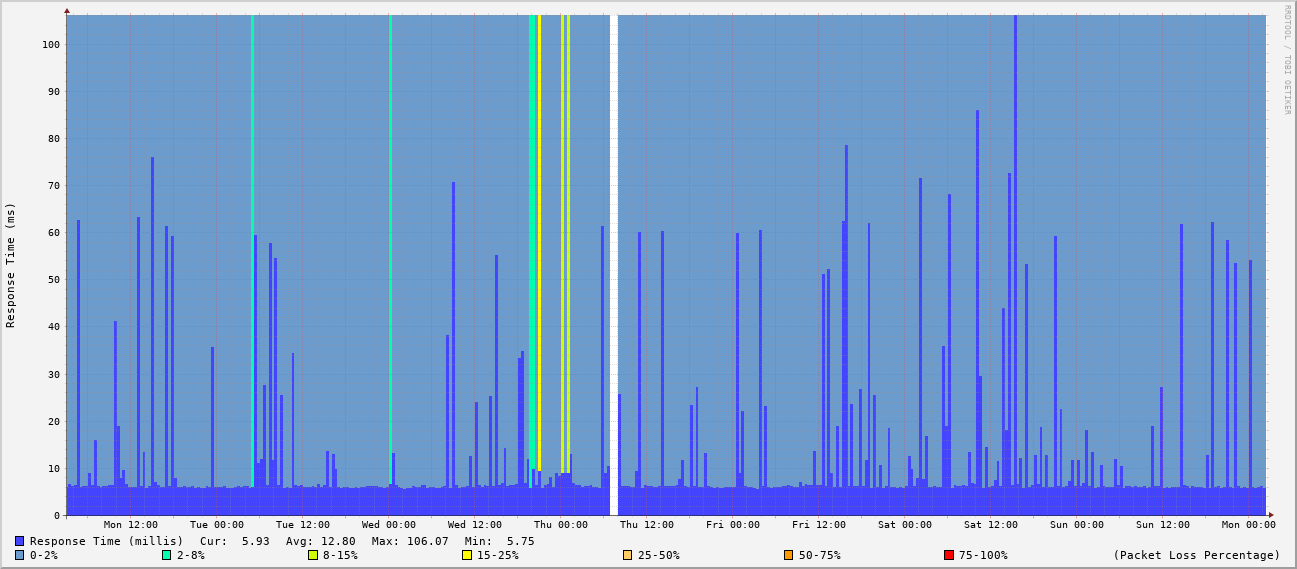 RRDTOOL / TOBI OETIKER
Response Time (ms)
100
90
80
70
60
50
40
30
20
10
0
Mon 12:00 Tue 00:00 Tue 12:00 Wed 00:00 Wed 12:00 Thu 00:00 Thu 12:00 Fri 00:00 Fri 12:00 Sat 00:00 Sat 12:00 Sun 00:00 Sun 12:00 Mon 00:00
Response Time (millis) Cur: 5.93 Avg: 12.80 Max: 106.07 Min: 5.75
0-2% 2-8% 8-15% 15-25% 25-50% 50-75% 75-100% (Packet Loss Percentage)